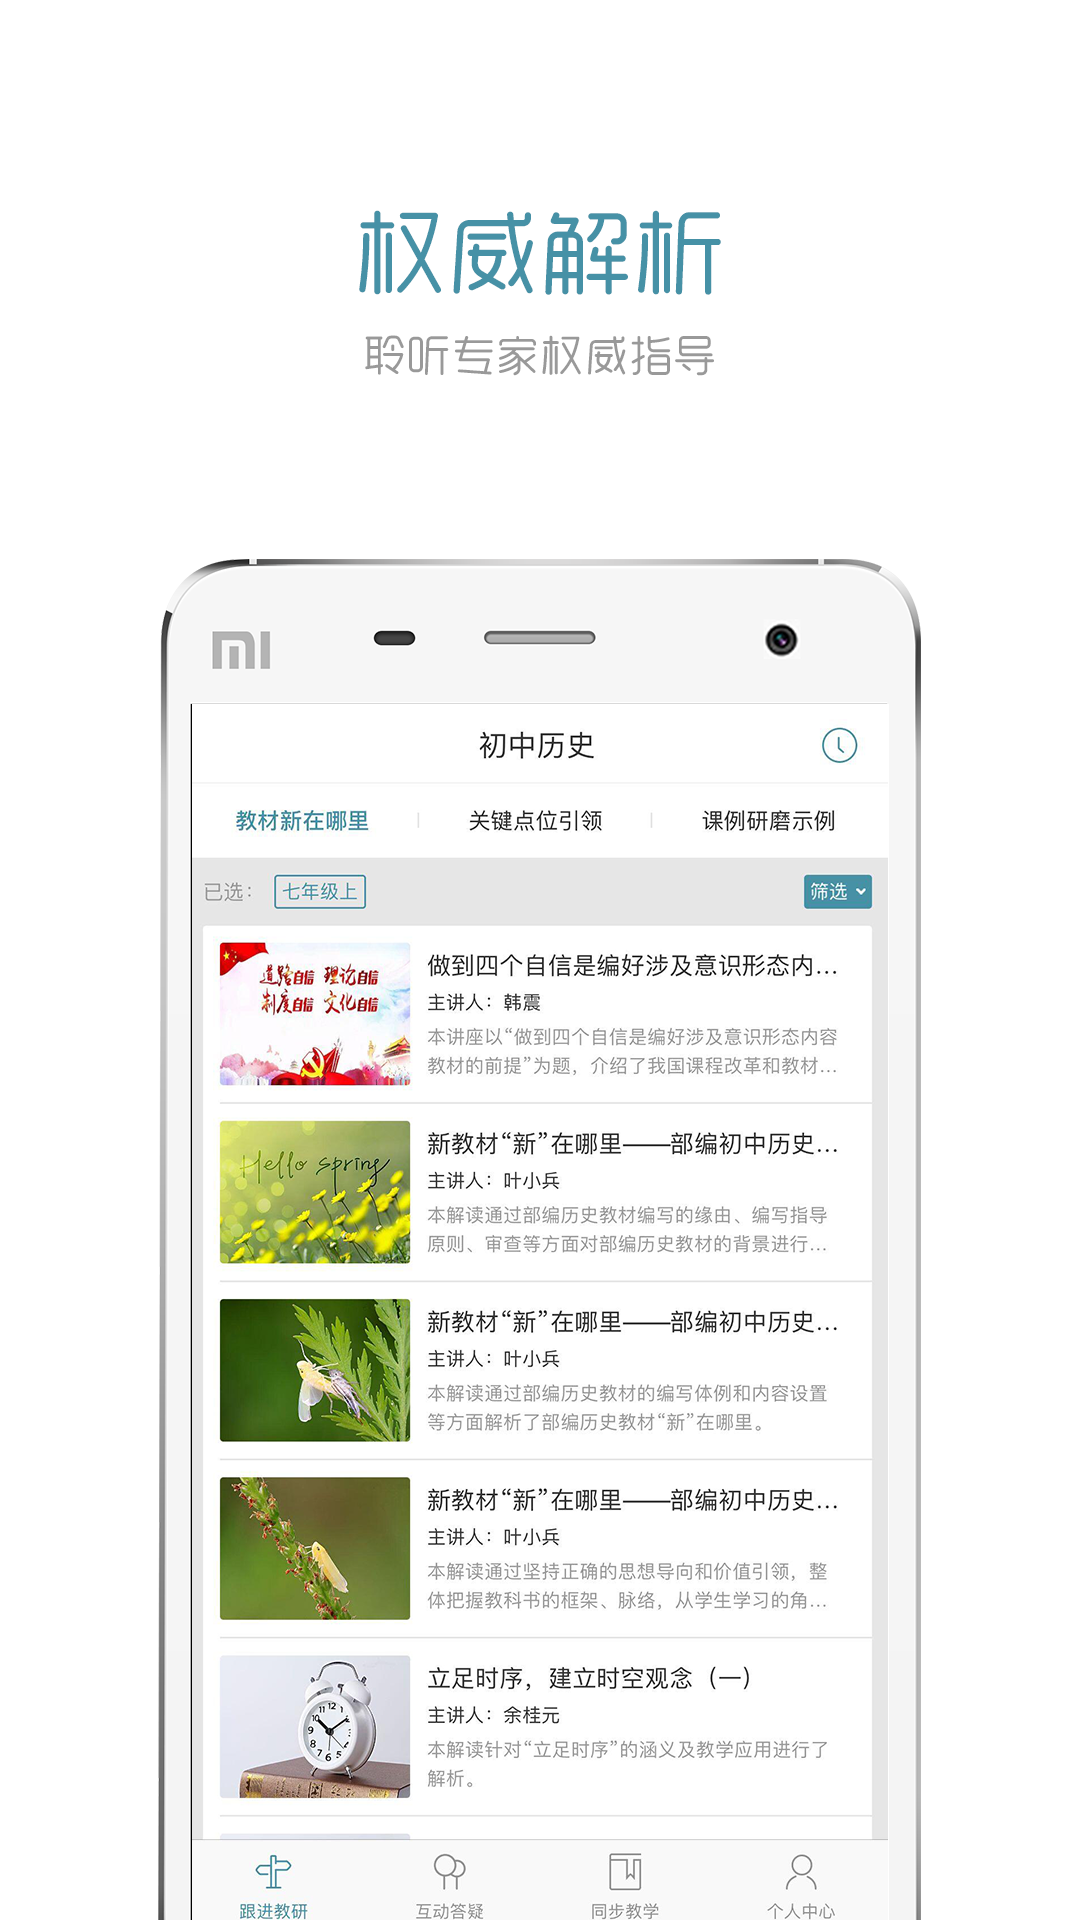 权威解析
聆听专家权威指导
初中历史
教材新在哪里
关键点位引领
课例研磨示例
已选：
七年级上
筛选
道路自信 理论自信
制度自信 文化自信
做到四个自信是编好涉及意识形态内…
主讲人：韩震
本讲座以“做到四个自信是编好涉及意识形态内容
教材的前提”为题，介绍了我国课程改革和教材…
Hello spring
新教材“新”在哪里——部编初中历史…
主讲人：叶小兵
本解读通过部编历史教材编写的缘由、编写指导
原则、审查等方面对部编历史教材的背景进行…
新教材“新”在哪里——部编初中历史…
主讲人：叶小兵
本解读通过部编历史教材的编写体例和内容设置
等方面解析了部编历史教材“新”在哪里。
新教材“新”在哪里——部编初中历史…
主讲人：叶小兵
本解读通过坚持正确的思想导向和价值引领，整
体把握教科书的框架、脉络，从学生学习的角…
立足时序，建立时空观念（一）
主讲人：余桂元
本解读针对“立足时序”的涵义及教学应用进行了
解析。
跟进教研
互动答疑
同步教学
个人中心